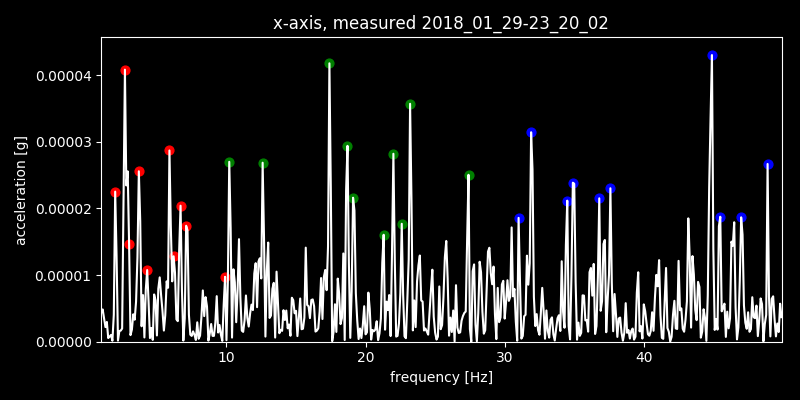 x-axis, measured 2018_01_29-23_20_02
acceleration [g]
0.00004
0.00003
0.00002
0.00001
0.00000
10 20 30 40
frequency [Hz]